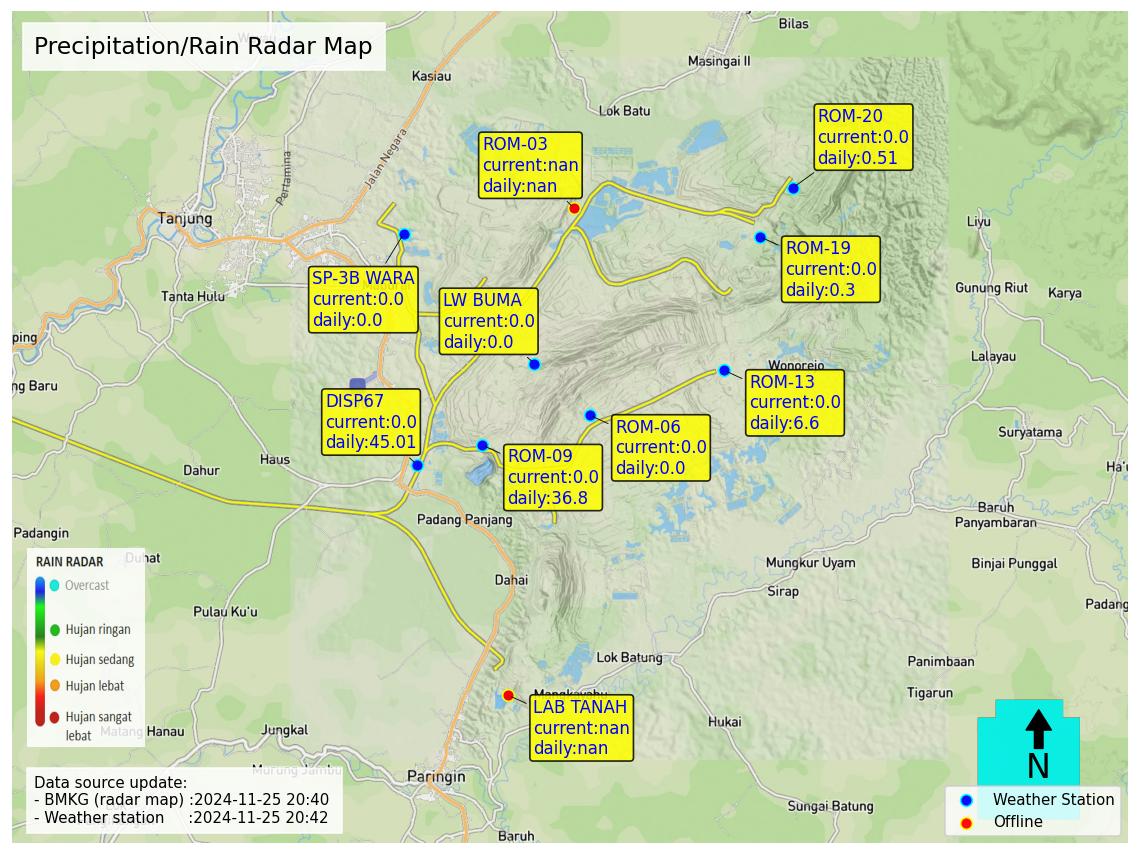 Precipitation/Rain Radar Map
Bilas
Masingai II
Kasiau
Lok Batu
ROM-20
current:0.0
daily:0.51
ROM-03
current:nan
daily:nan
Jalan Negara
Pertamina
Tanjung
Liyu
ROM-19
current:0.0
daily:0.3
SP-3B WARA
current:0.0
daily:0.0
LW BUMA
current:0.0
daily:0.0
Tanta Hulu
Gunung Riut
Karya
ping
Lalayau
ng Baru
Wonorejo
ROM-13
current:0.0
daily:6.6
DISP67
current:0.0
daily:45.01
ROM-06
current:0.0
daily:0.0
Suryatama
ROM-09
current:0.0
daily:36.8
Haus
Dahur
Ha'u
Baruh
Panyambaran
Padang Panjang
Padangin
Duhat
Mungkur Uyam
Binjai Punggal
Dahai
Sirap
Padang
Pulau Ku'u
RAIN RADAR
Overcast
Hujan ringan
Hujan sedang
Hujan lebat
Hujan sangat
lebat
Lok Batung
Panimbaan
Tigarun
Mangkayahu
LAB TANAH
current:nan
daily:nan
Matang Hanau
Jungkal
Hukai
Murung Jambu
Paringin
Sungai Batung
Baruh
Data source update:
- BMKG (radar map) :2024-11-25 20:40
- Weather station :2024-11-25 20:42
N
Weather Station
Offline